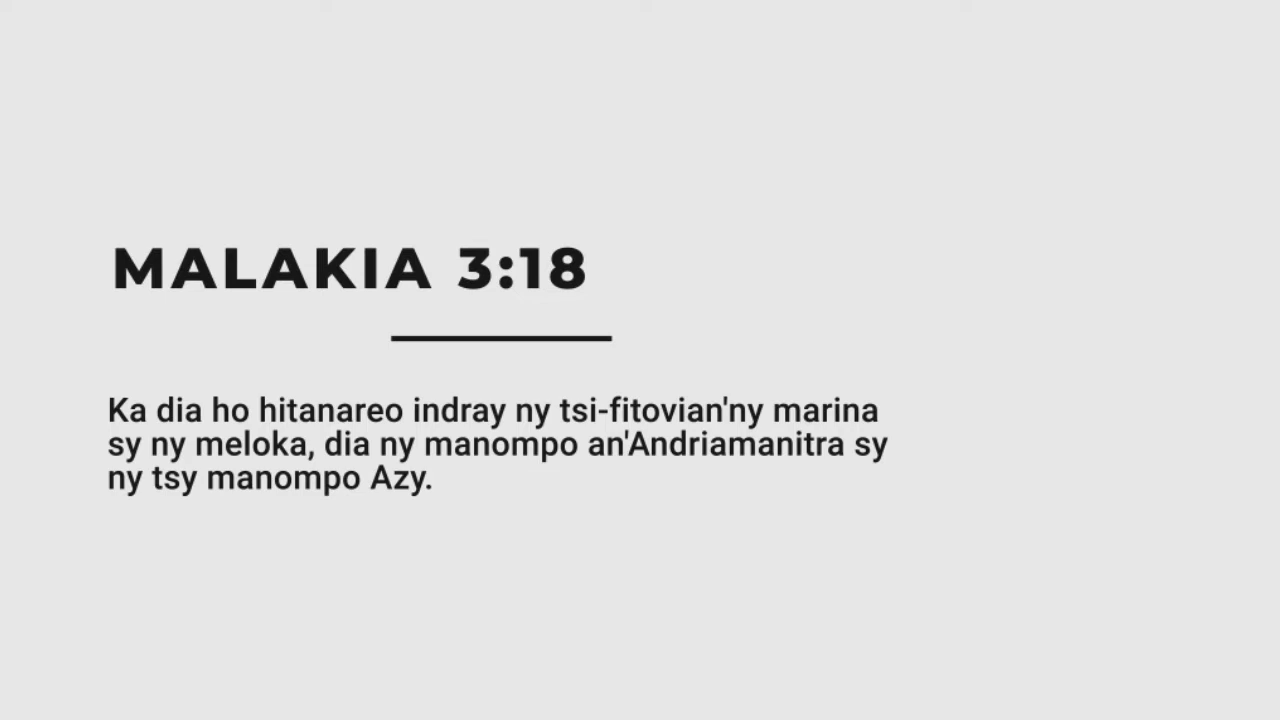 MALAKIA 3:18
Ka dia ho hitanareo indray ny tsi-fitovian'ny marina
sy ny meloka, dia ny manompo an'Andriamanitra sy
ny tsy manompo Azy.